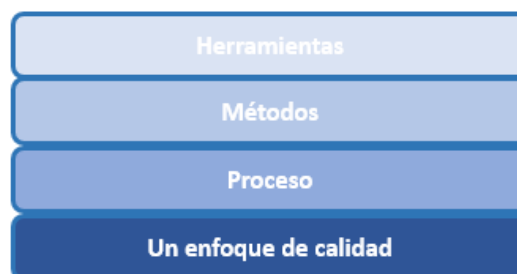 Herramientas
Métodos
Proceso
Un enfoque de calidad